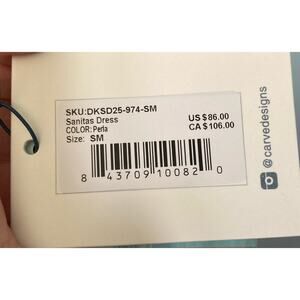 SKU:DKSD25-974-SM
Sanitas Dress
COLOR:Perla
Size: SM
US $86.00
CA $106.00
8 43709 10082 0
@carvedesigns